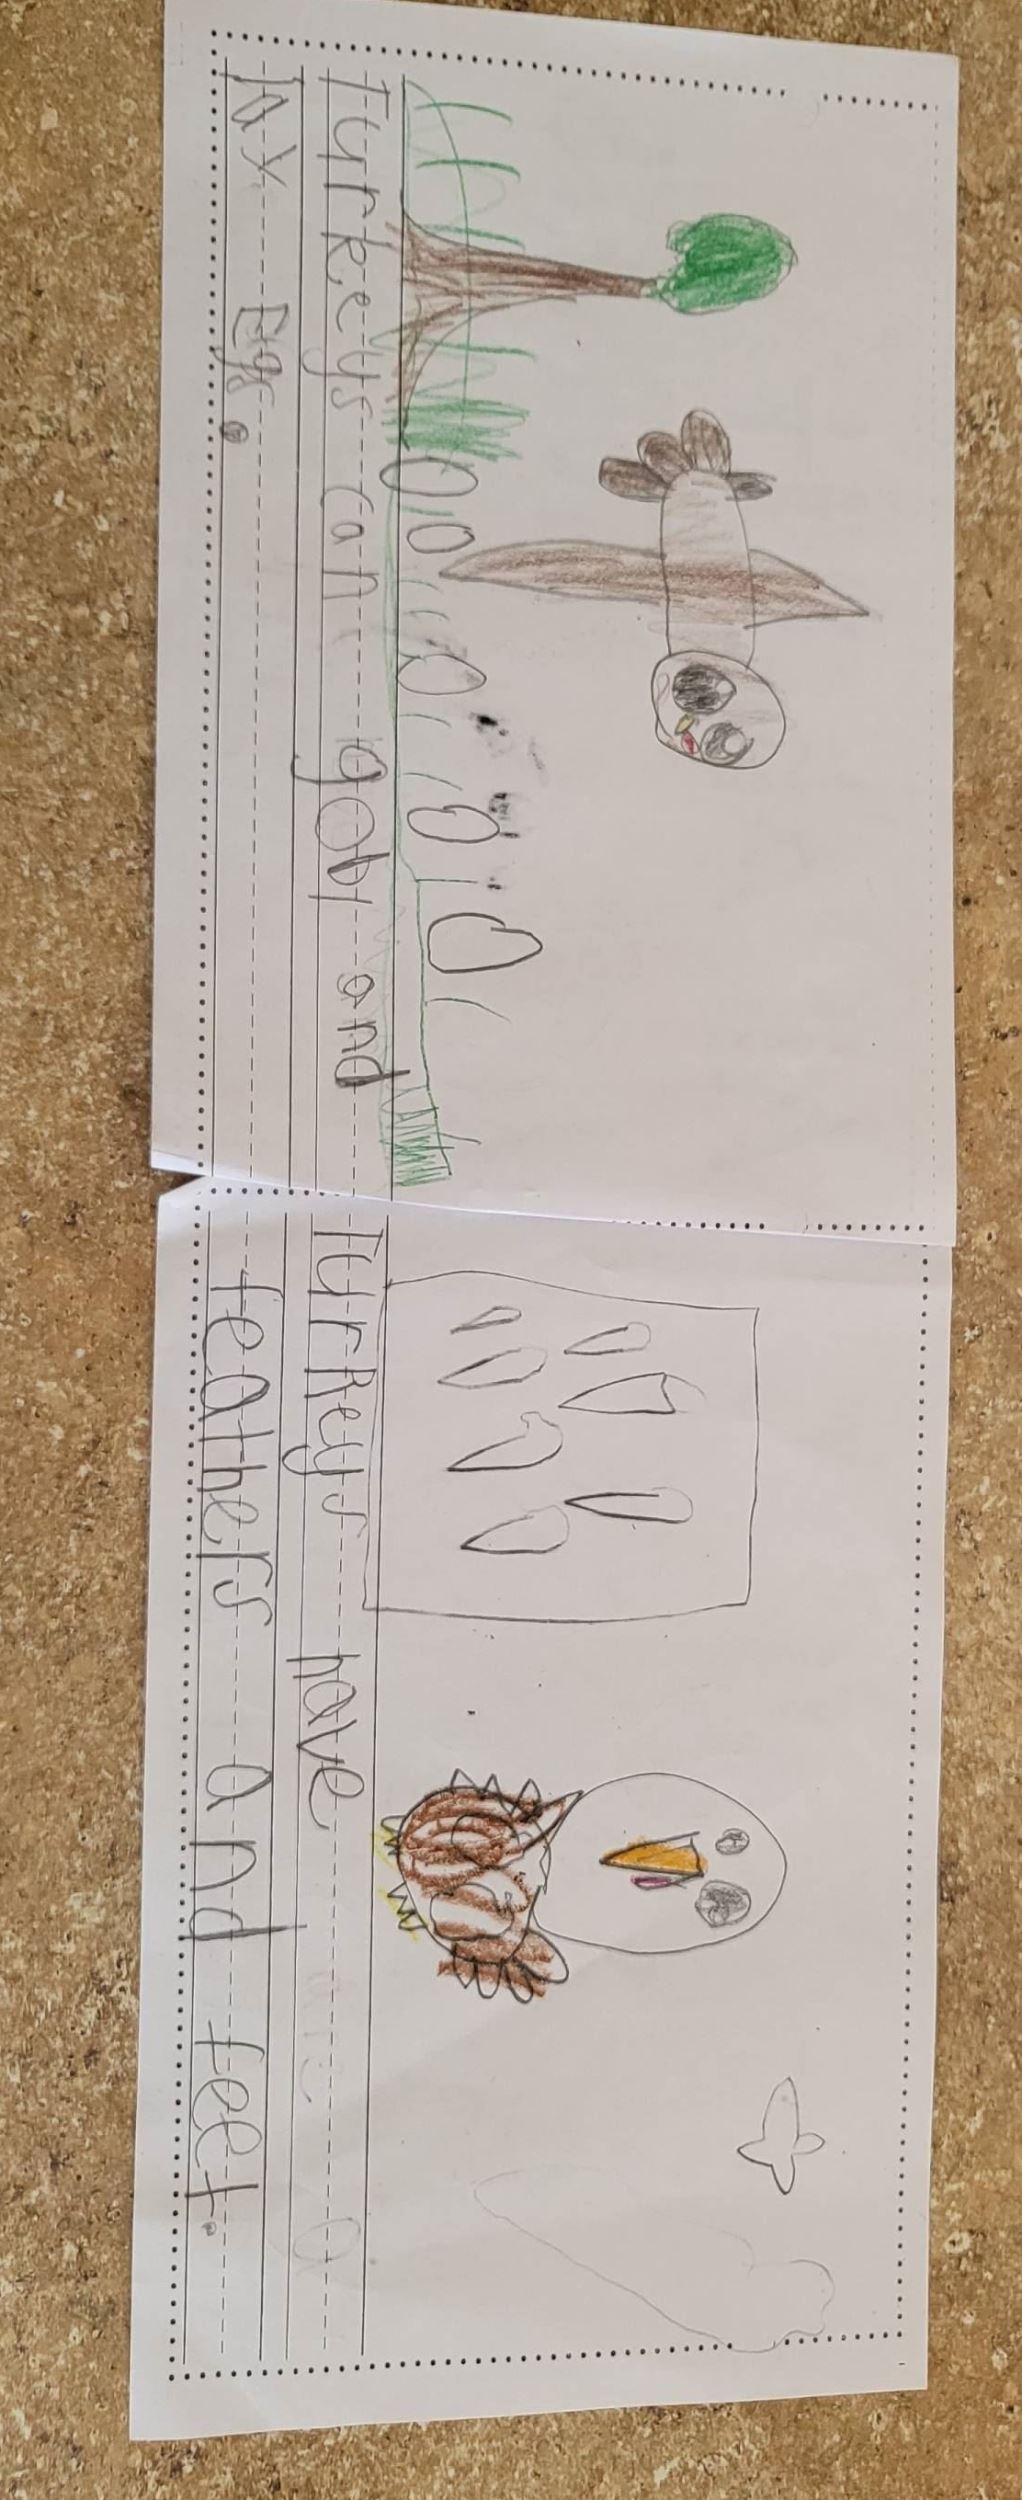 Turkeys can gobl and
lay Egs.
Turkeys have
feathers and feet.